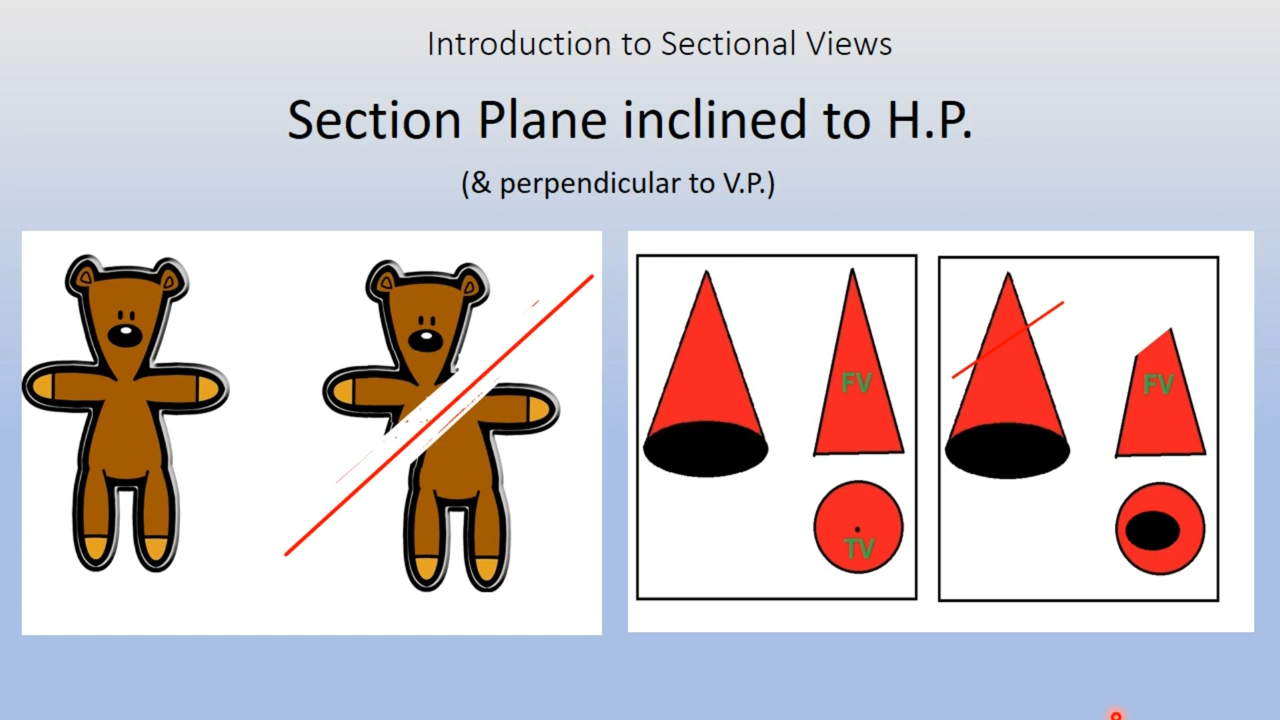 Introduction to Sectional Views
Section Plane inclined to H.P.
(& perpendicular to V.P.)
FV
TV
FV